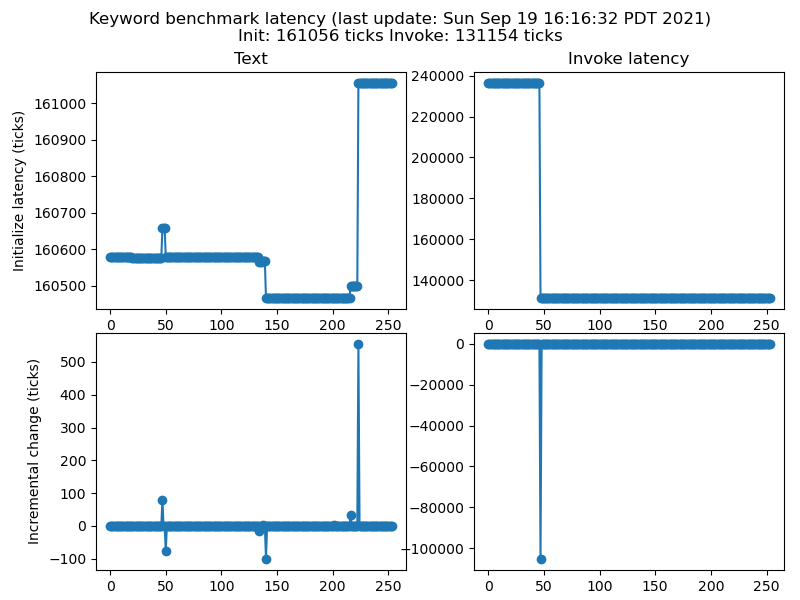 Keyword benchmark latency (last update: Sun Sep 19 16:16:32 PDT 2021)
Init: 161056 ticks Invoke: 131154 ticks
Text
Invoke latency
Initialize latency (ticks)
161000
160900
160800
160700
160600
160500
0 50 100 150 200 250
240000
220000
200000
180000
160000
140000
0 50 100 150 200 250
Incremental change (ticks)
500
400
300
200
100
0
−100
0 50 100 150 200 250
0
−20000
−40000
−60000
−80000
−100000
0 50 100 150 200 250